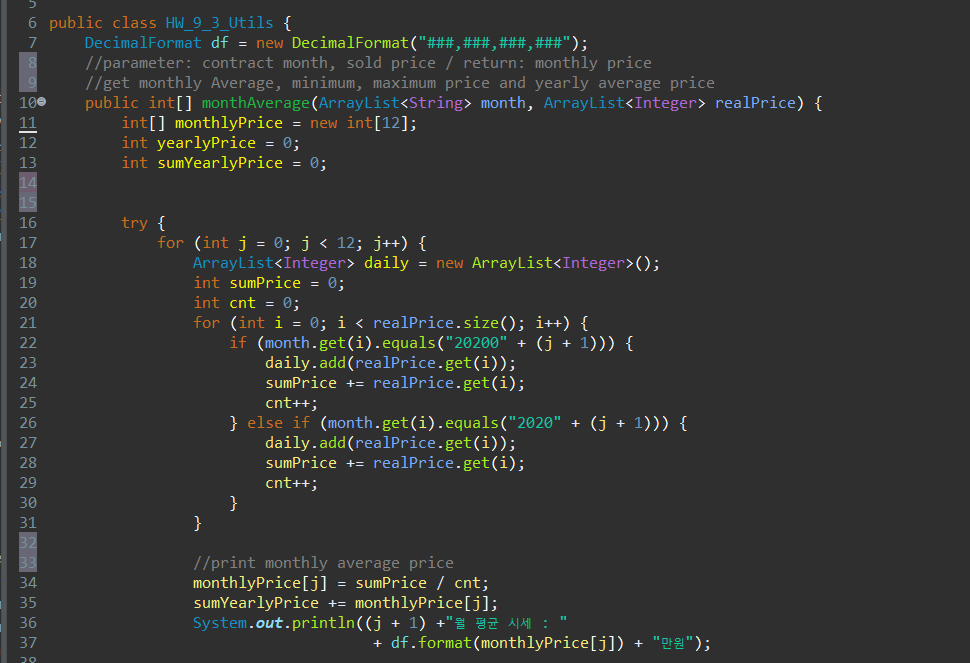 5
6 public class HW_9_3_Utils {
7     DecimalFormat df = new DecimalFormat("###,###,###,###");
8     //parameter: contract month, sold price / return: monthly price
9     //get monthly Average, minimum, maximum price and yearly average price
10     public int[] monthAverage(ArrayList<String> month, ArrayList<Integer> realPrice) {
11         int[] monthlyPrice = new int[12];
12         int yearlyPrice = 0;
13         int sumYearlyPrice = 0;
14
15
16         try {
17             for (int j = 0; j < 12; j++) {
18                 ArrayList<Integer> daily = new ArrayList<Integer>();
19                 int sumPrice = 0;
20                 int cnt = 0;
21                 for (int i = 0; i < realPrice.size(); i++) {
22                     if (month.get(i).equals("20200" + (j + 1))) {
23                         daily.add(realPrice.get(i));
24                         sumPrice += realPrice.get(i);
25                         cnt++;
26                     } else if (month.get(i).equals("2020" + (j + 1))) {
27                         daily.add(realPrice.get(i));
28                         sumPrice += realPrice.get(i);
29                         cnt++;
30                     }
31                 }
32
33                 //print monthly average price
34                 monthlyPrice[j] = sumPrice / cnt;
35                 sumYearlyPrice += monthlyPrice[j];
36                 System.out.println((j + 1) +"월 평균 시세 : "
37                                     + df.format(monthlyPrice[j]) + "만원");
38